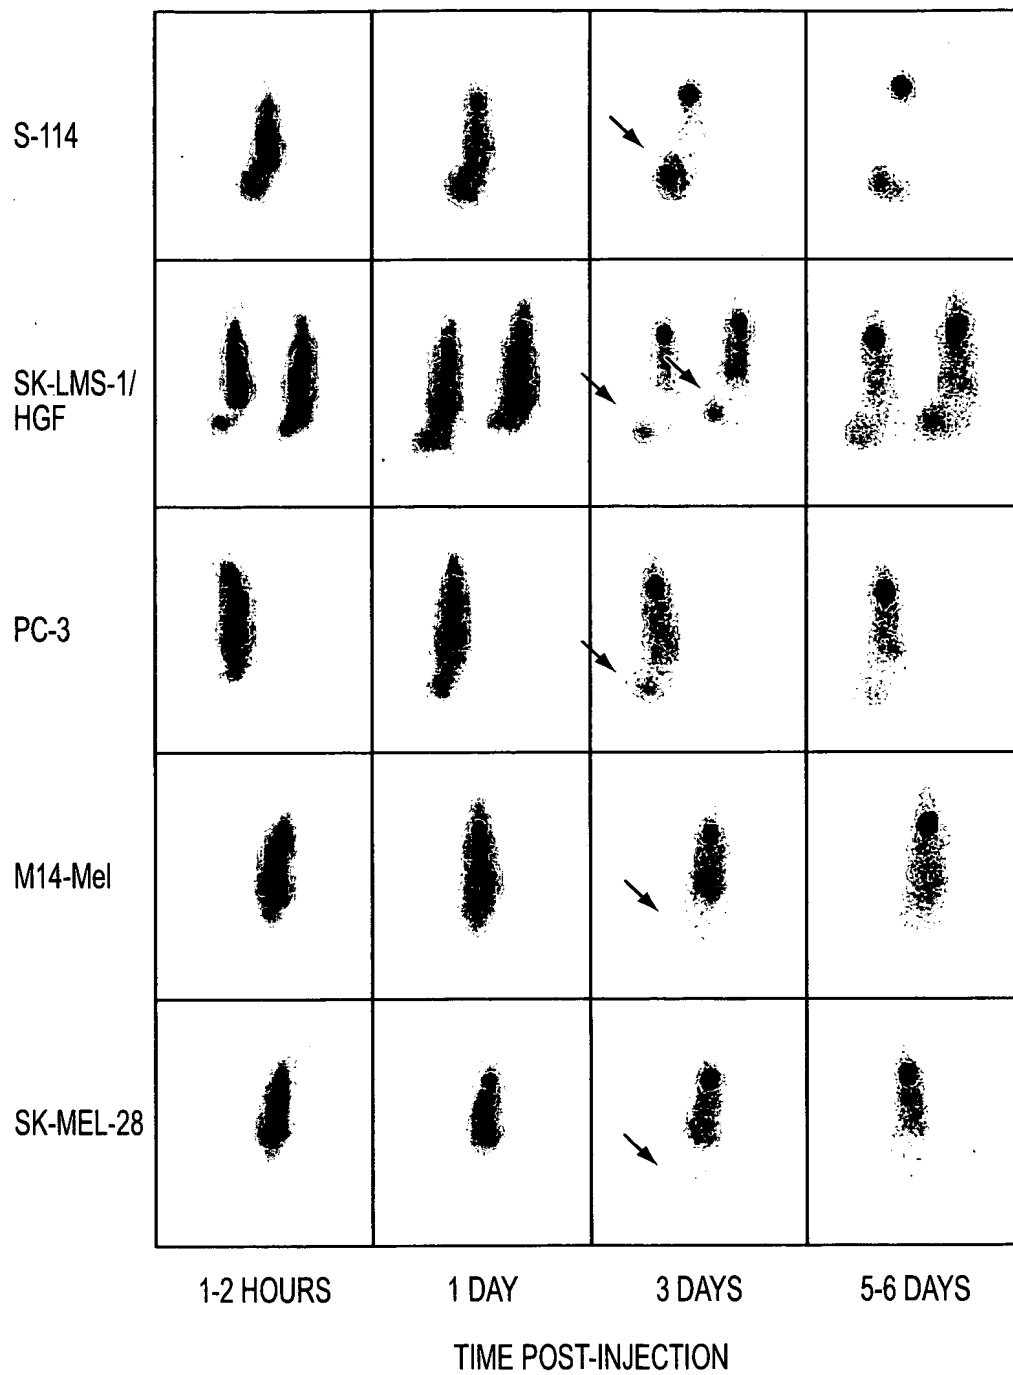 S-114
SK-LMS-1/
HGF
PC-3
M14-Mel
SK-MEL-28
1-2 HOURS 1 DAY 3 DAYS 5-6 DAYS
TIME POST-INJECTION